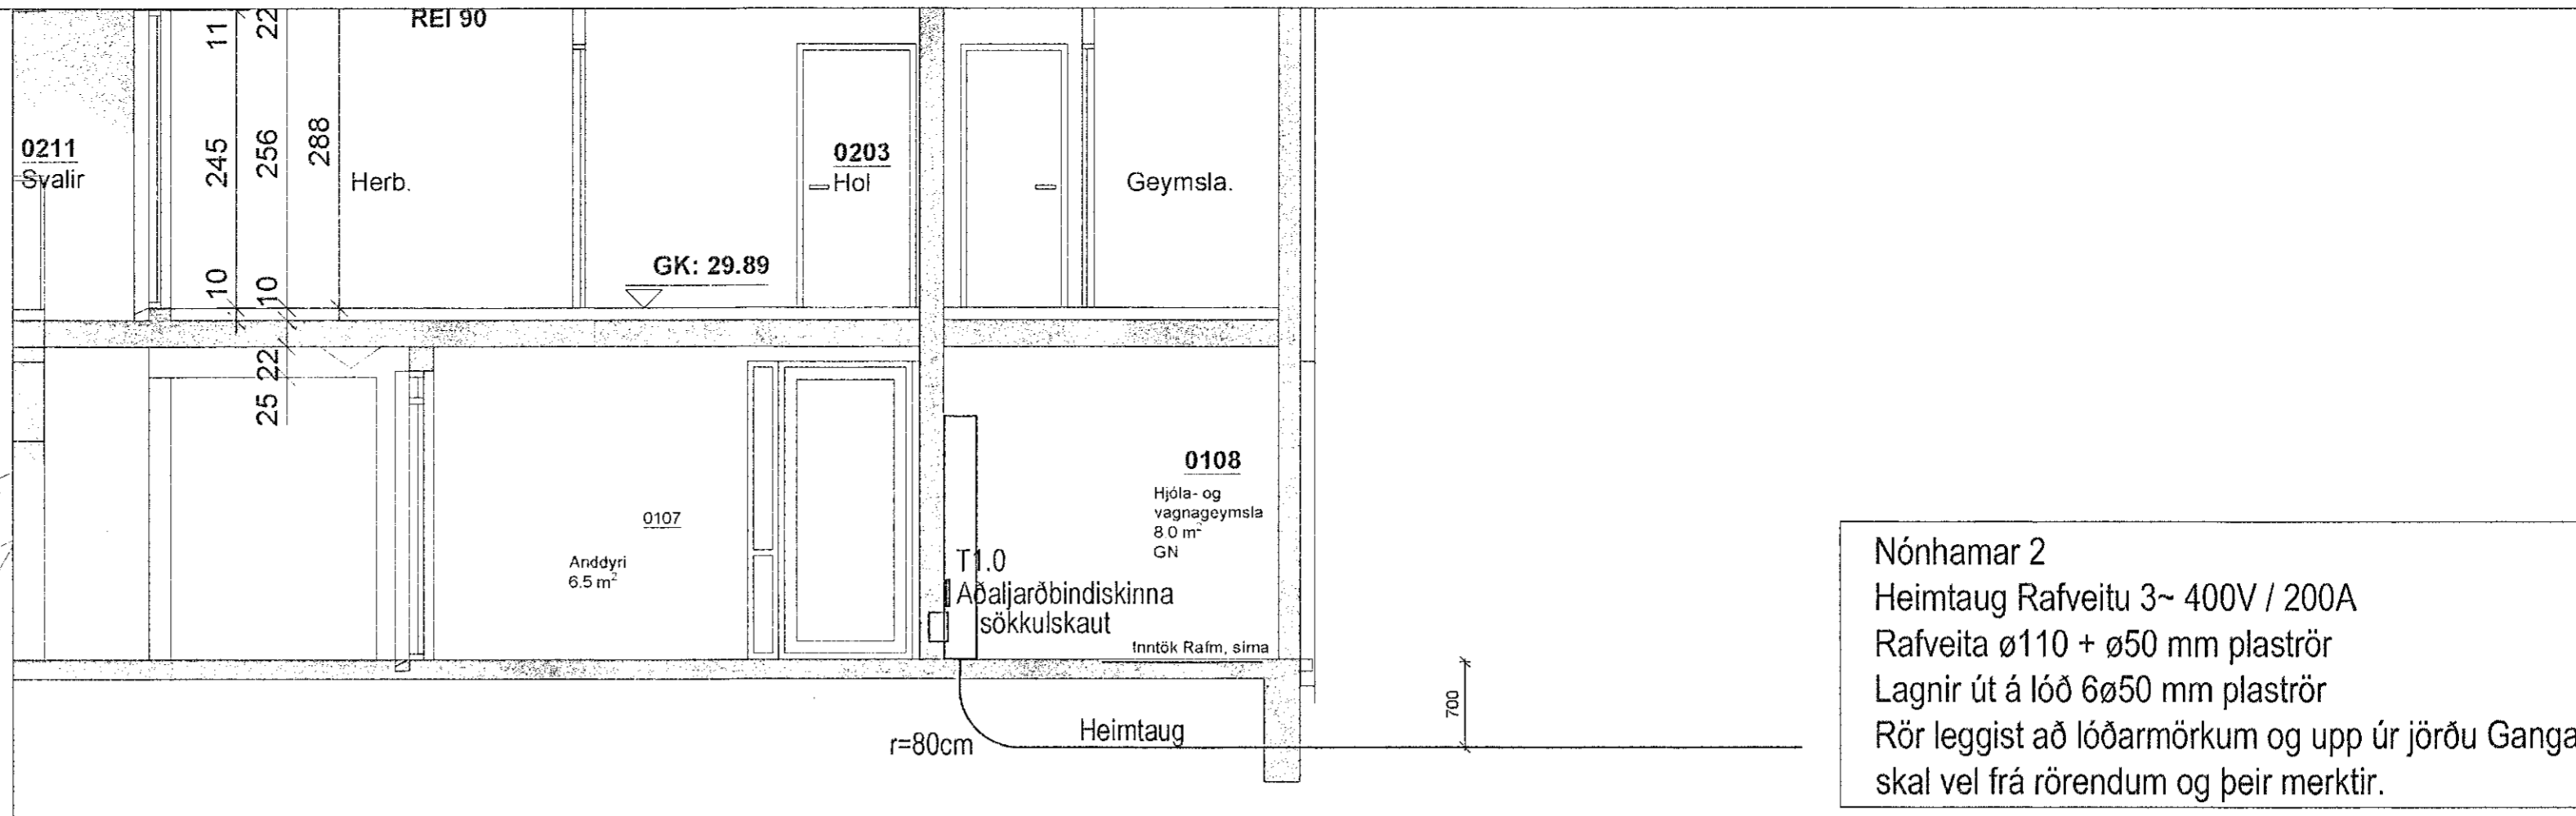 REI 90
11
22
245
256
288
10
10
22
25
0211
Svalir
Herb.
0203
Hol
Geymsla.
GK: 29.89
0107
Anddyri
6.5 m²
0108
Hjóla- og
vagnageymsla
8.0 m²
GN
T1.0
Aðaljarðbindiskinna
sökkulskaut
Inntök Rafm, síma
r=80cm
Heimtaug
700
Nónhamar 2
Heimtaug Rafveitu 3~ 400V / 200A
Rafveita ø110 + ø50 mm plaströr
Lagnir út á lóð 6ø50 mm plaströr
Rör leggist að lóðarmörkum og upp úr jörðu Ganga
skal vel frá rörendum og þeir merktir.